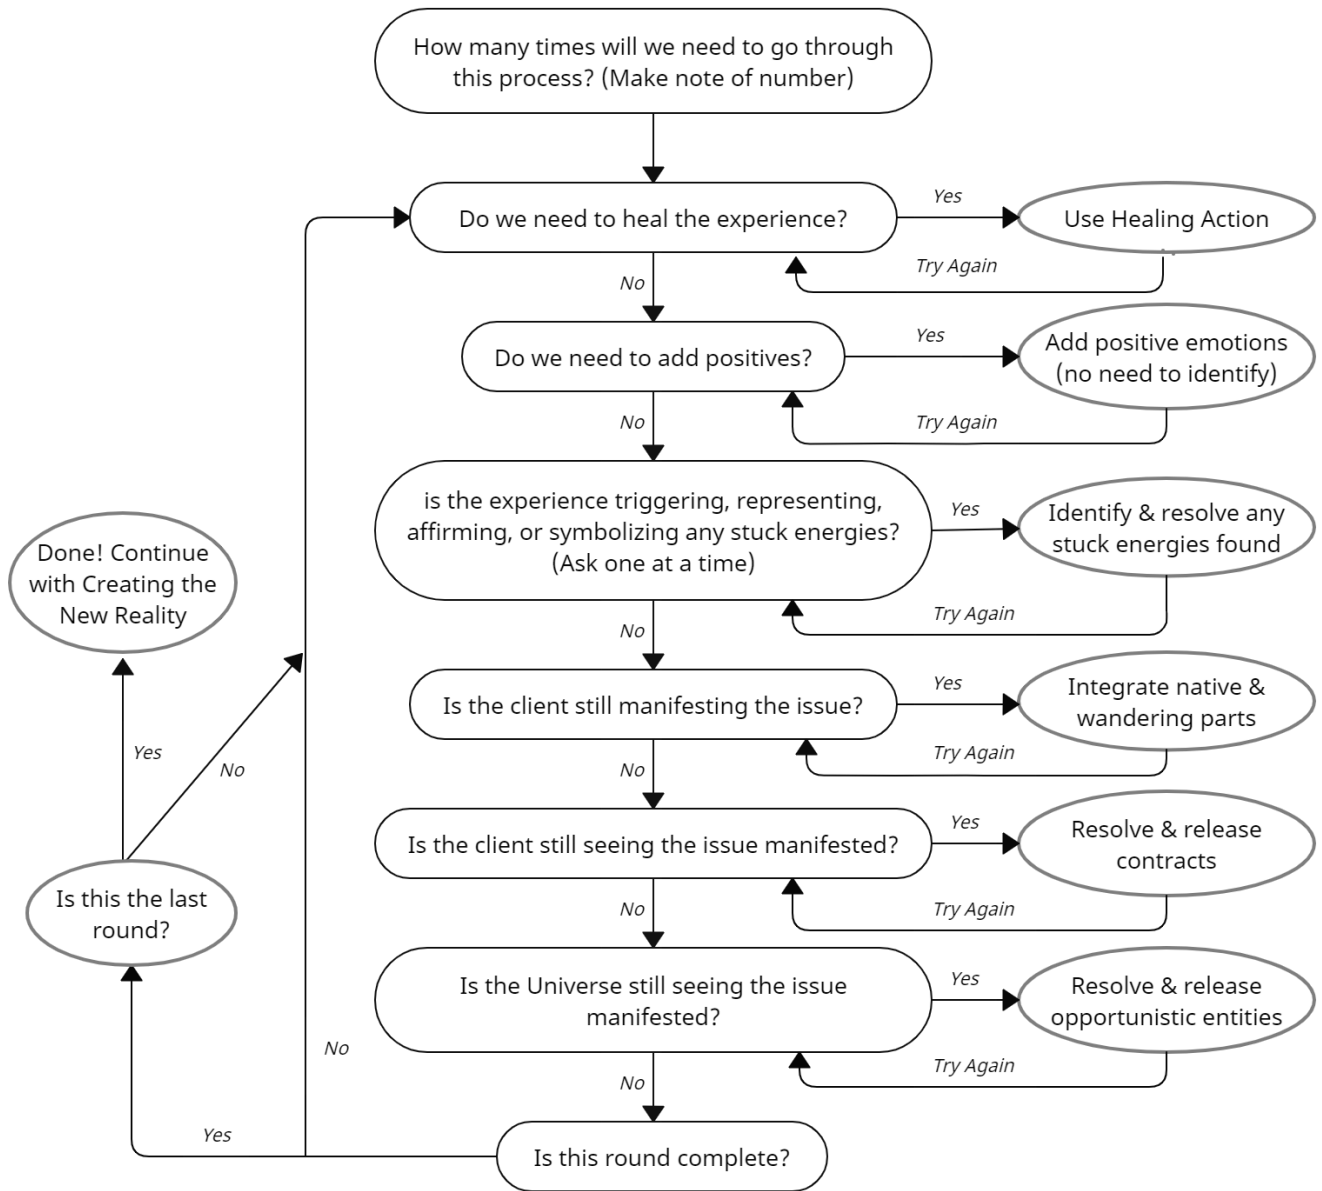 How many times will we need to go through
this process? (Make note of number)
Do we need to heal the experience?
Yes
Use Healing Action
Try Again
No
Do we need to add positives?
Yes
Add positive emotions
(no need to identify)
Try Again
No
is the experience triggering, representing,
affirming, or symbolizing any stuck energies?
(Ask one at a time)
Yes
Identify & resolve any
stuck energies found
Try Again
No
Is the client still manifesting the issue?
Yes
Integrate native &
wandering parts
Try Again
No
Is the client still seeing the issue manifested?
Yes
Resolve & release
contracts
Try Again
No
Is the Universe still seeing the issue
manifested?
Yes
Resolve & release
opportunistic entities
Try Again
No
Is this round complete?
No
Yes
Is this the last
round?
No
Yes
Done! Continue
with Creating the
New Reality